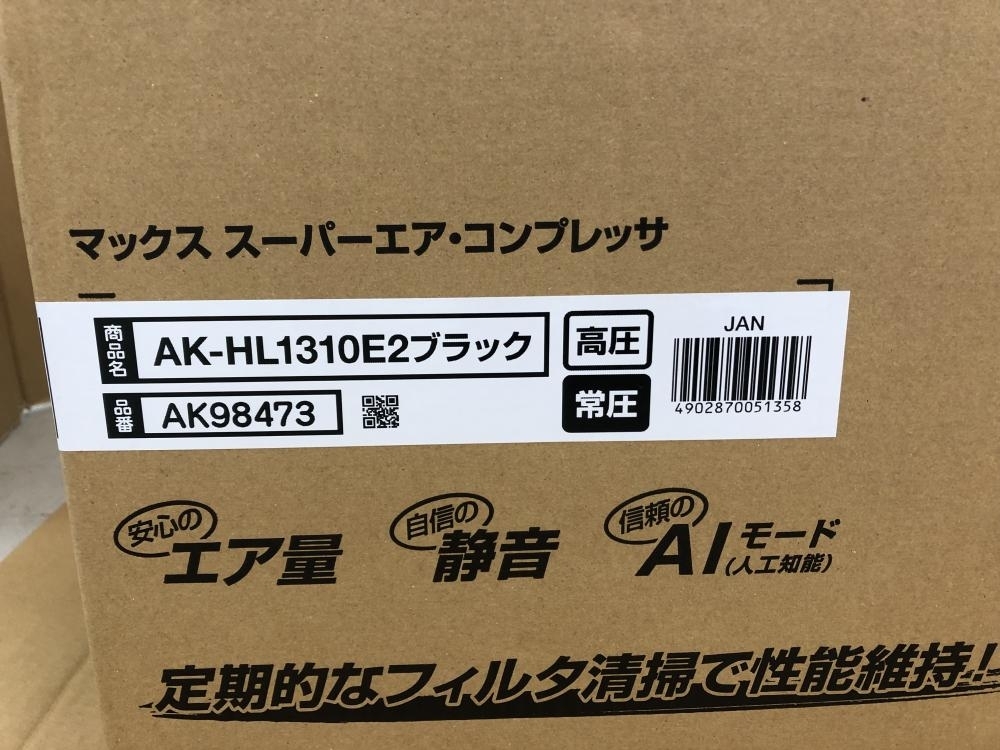 マックス スーパーエア・コンプレッサ
商品名 AK-HL1310E2ブラック
高圧
JAN
品番 AK98473
常圧
4902870051358
安心の エア量
自信の 静音
信頼の AIモード (人工知能)
定期的なフィルタ清掃で性能維持!!